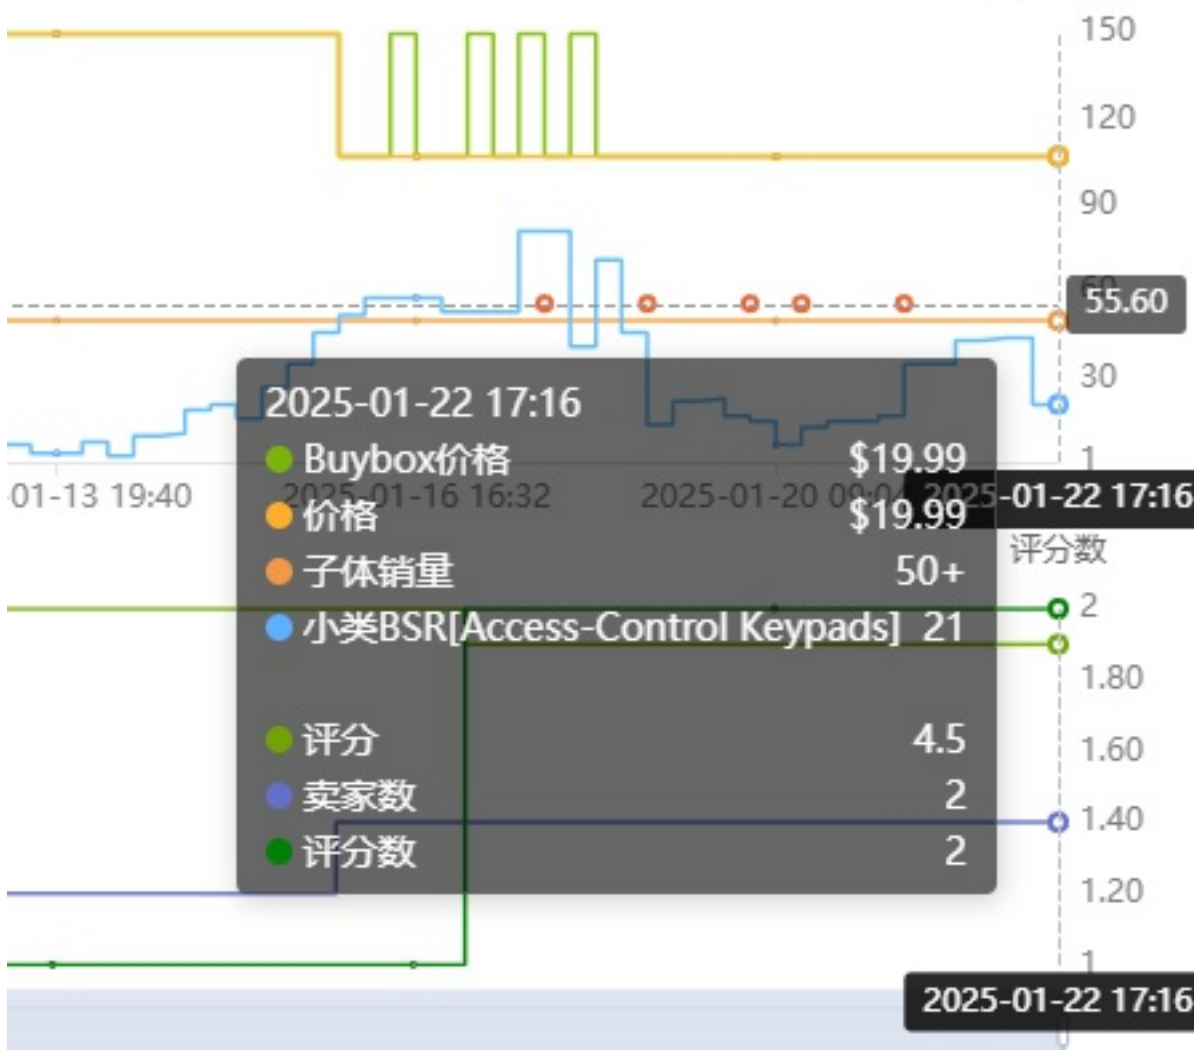 150
120
90
60
55.60
30
1
2025-01-22 17:16
Buybox价格 $19.99
价格 $19.99
子体销量 50+
小类BSR[Access-Control Keypads] 21
评分 4.5
卖家数 2
评分数 2
-01-13 19:40
2025-01-16 16:32
2025-01-20 09:04
2025-01-22 17:16
评分数
2
1.80
1.60
1.40
1.20
1
2025-01-22 17:16